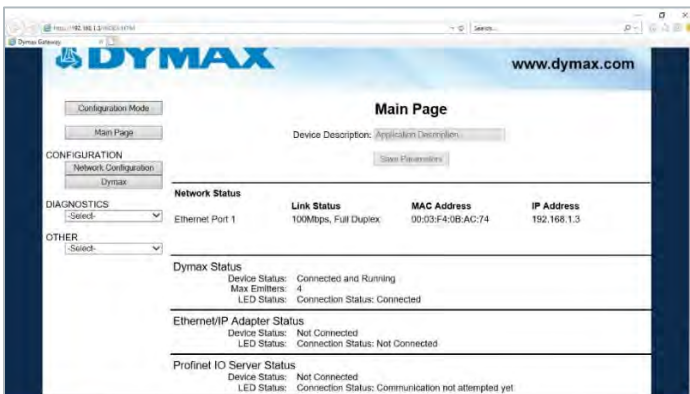 Search...
Dymax Gateway
DYMAX
www.dymax.com
Configuration Mode
Main Page
Main Page
Device Description: Application Description
Save Parameters
CONFIGURATION
Network Configuration
Dymax
DIAGNOSTICS
-Select-
OTHER
-Select-
Network Status
Link Status MAC Address IP Address
Ethernet Port 1 100Mbps, Full Duplex 00:03:F4:0B:AC:74 192.168.1.3
Dymax Status
Device Status: Connected and Running
Max Emitters: 4
LED Status: Connection Status: Connected
Ethernet/IP Adapter Status
Device Status: Not Connected
LED Status: Connection Status: Not Connected
Profinet IO Server Status
Device Status: Not Connected
LED Status: Connection Status: Communication not attempted yet